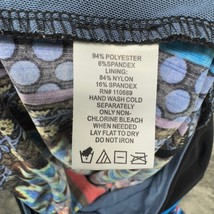 94% POLYESTER
6%SPANDEX
LINING:
84% NYLON
16% SPANDEX
RN# 110669
HAND WASH COLD
SEPARATELY
ONLY NON-
CHLORINE BLEACH
WHEN NEEDED
LAY FLAT TO DRY
DO NOT IRON